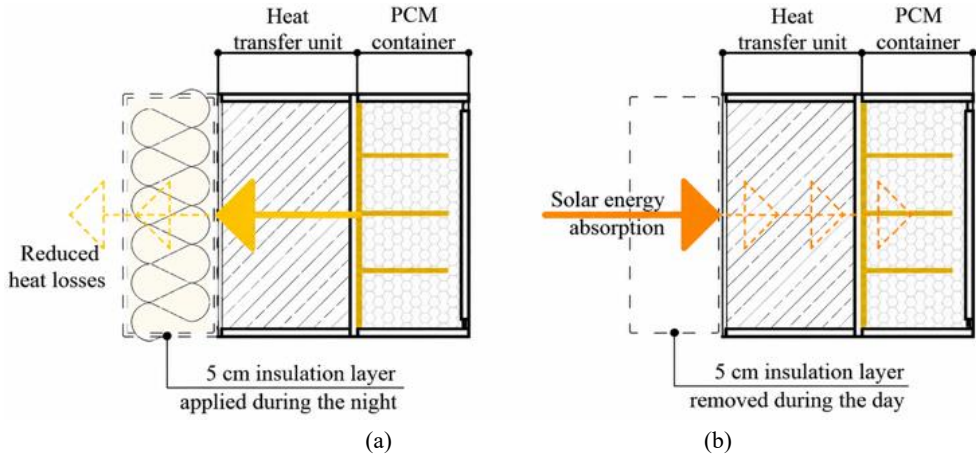 Heat
transfer unit
PCM
container
Reduced
heat losses
5 cm insulation layer
applied during the night
(a)
Heat
transfer unit
PCM
container
Solar energy
absorption
5 cm insulation layer
removed during the day
(b)